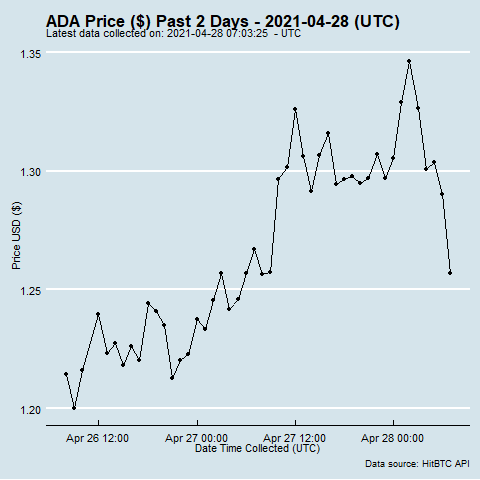 ADA Price ($) Past 2 Days - 2021-04-28 (UTC)
Latest data collected on: 2021-04-28 07:03:25  - UTC
1.35
1.30
1.25
1.20
Price USD ($)
Apr 26 12:00 Apr 27 00:00 Apr 27 12:00 Apr 28 00:00
Date Time Collected (UTC)
Data source: HitBTC API